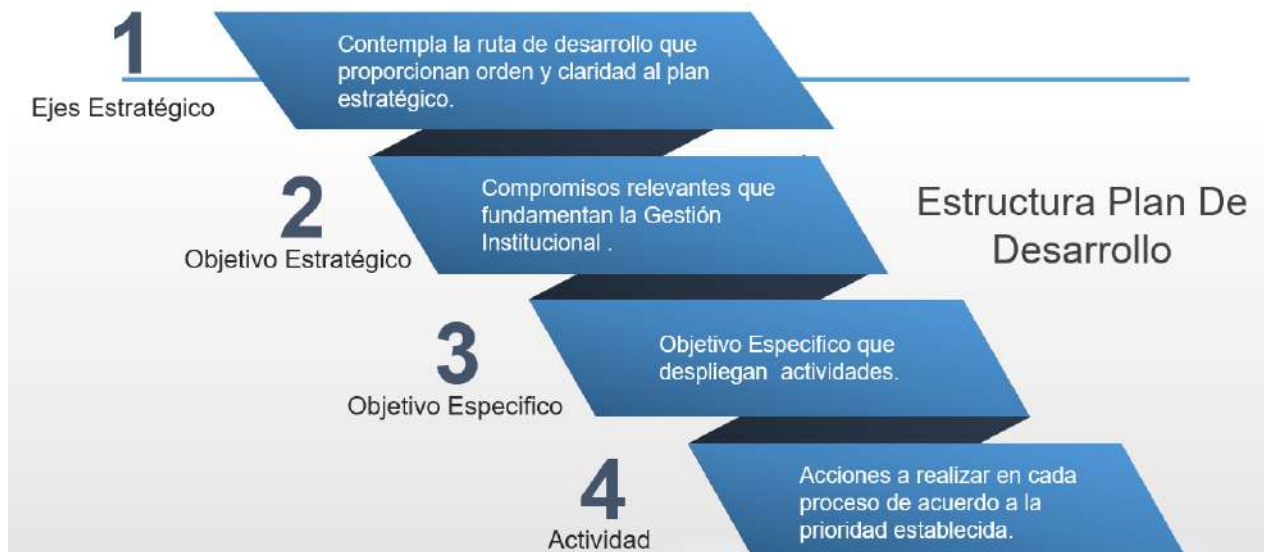 1
Ejes Estratégico
Contempla la ruta de desarrollo que
proporcionan orden y claridad al plan
estratégico.
2
Objetivo Estratégico
Compromisos relevantes que
fundamentan la Gestión
Institucional .
Estructura Plan De
Desarrollo
3
Objetivo Especifico
Objetivo Especifico que
despliegan actividades.
4
Actividad
Acciones a realizar en cada
proceso de acuerdo a la
prioridad establecida.